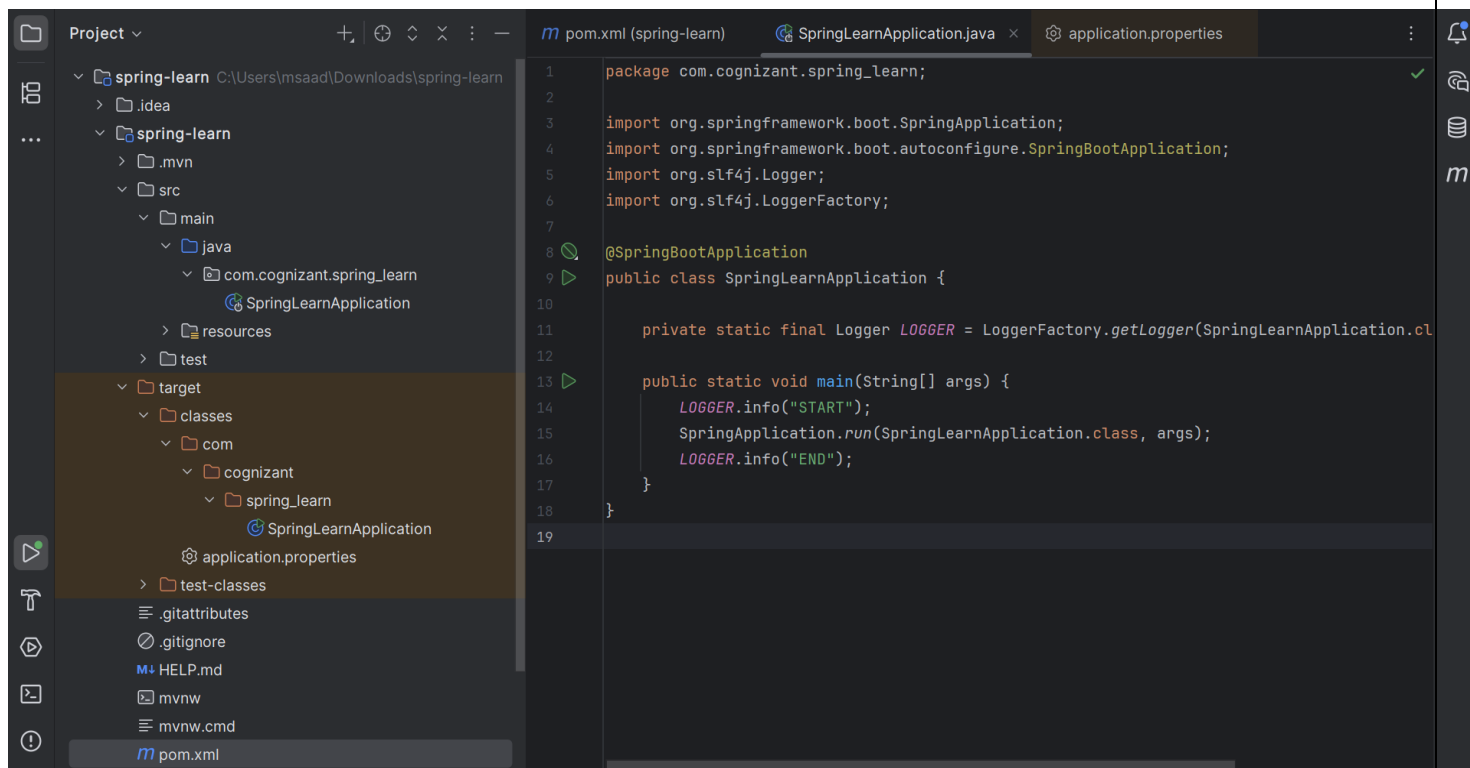 Project
spring-learn C:\Users\msaad\Downloads\spring-learn
.idea
spring-learn
.mvn
src
main
java
com.cognizant.spring_learn
SpringLearnApplication
resources
test
target
classes
com
cognizant
spring_learn
SpringLearnApplication
application.properties
test-classes
.gitattributes
.gitignore
M↓ HELP.md
mvnw
mvnw.cmd
m pom.xml
m pom.xml (spring-learn) SpringLearnApplication.java × application.properties
1 package com.cognizant.spring_learn;
2
3 import org.springframework.boot.SpringApplication;
4 import org.springframework.boot.autoconfigure.SpringBootApplication;
5 import org.slf4j.Logger;
6 import org.slf4j.LoggerFactory;
7
8 @SpringBootApplication
9 public class SpringLearnApplication {
10
11 private static final Logger LOGGER = LoggerFactory.getLogger(SpringLearnApplication.cl
12
13 public static void main(String[] args) {
14 LOGGER.info("START");
15 SpringApplication.run(SpringLearnApplication.class, args);
16 LOGGER.info("END");
17 }
18 }
19
m